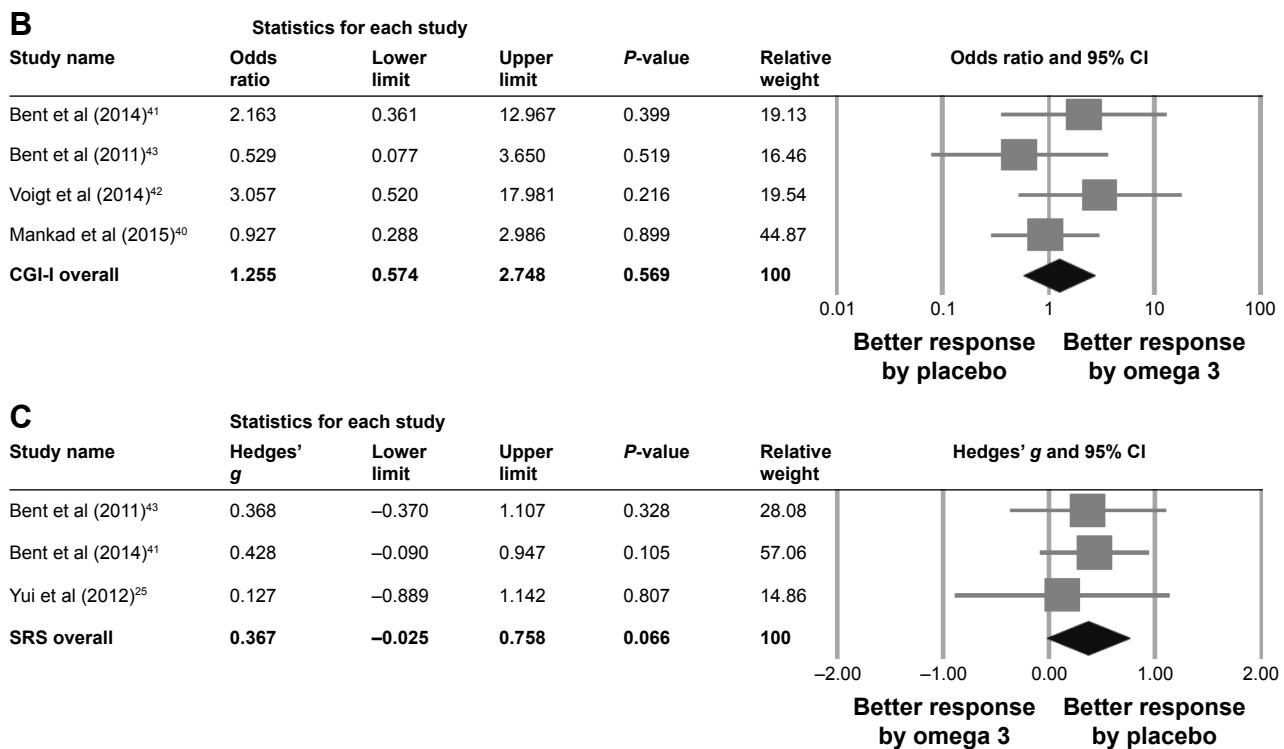 B
Statistics for each study
Study name Odds ratio Lower limit Upper limit P-value Relative weight Odds ratio and 95% CI
Bent et al (2014)⁴¹ 2.163 0.361 12.967 0.399 19.13
Bent et al (2011)⁴³ 0.529 0.077 3.650 0.519 16.46
Voigt et al (2014)⁴² 3.057 0.520 17.981 0.216 19.54
Mankad et al (2015)⁴⁰ 0.927 0.288 2.986 0.899 44.87
CGI-I overall 1.255 0.574 2.748 0.569 100
0.01 0.1 1 10 100
Better response by placebo Better response by omega 3
C
Statistics for each study
Study name Hedges' g Lower limit Upper limit P-value Relative weight Hedges' g and 95% CI
Bent et al (2011)⁴³ 0.368 –0.370 1.107 0.328 28.08
Bent et al (2014)⁴¹ 0.428 –0.090 0.947 0.105 57.06
Yui et al (2012)²⁵ 0.127 –0.889 1.142 0.807 14.86
SRS overall 0.367 –0.025 0.758 0.066 100
–2.00 –1.00 0.00 1.00 2.00
Better response by omega 3 Better response by placebo